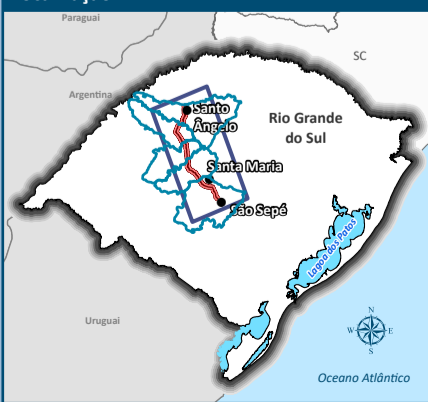 Paraguai
SC
Argentina
Santo
Ângelo
Rio Grande
do Sul
Santa Maria
São Sepé
Lagoa dos Patos
Uruguai
N
W
E
S
Oceano Atlântico